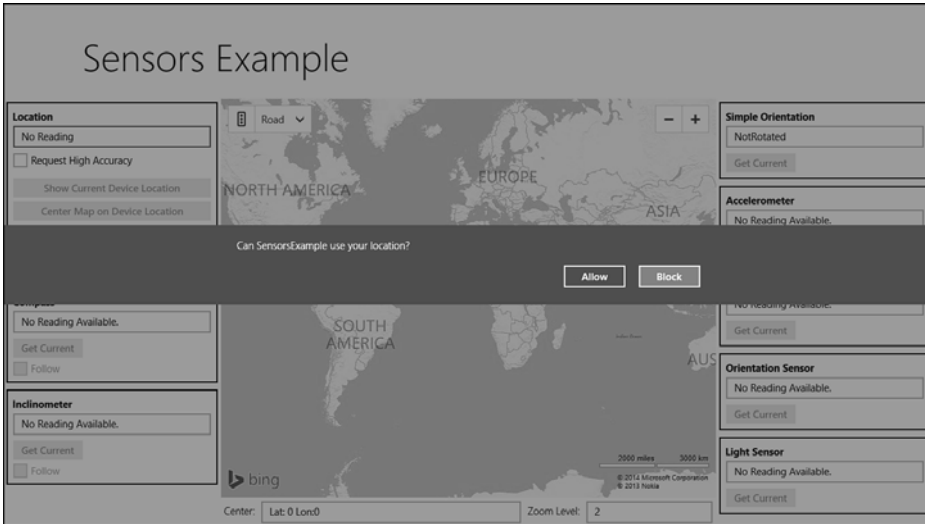 Sensors Example
Location
No Reading
Request High Accuracy
Show Current Device Location
Center Map on Device Location
Road
− +
NORTH AMERICA
EUROPE
ASIA
SOUTH
AMERICA
AUS
2000 miles 3000 km
© 2014 Microsoft Corporation
© 2013 Nokia
bing
Center: Lat: 0 Lon:0
Zoom Level: 2
Simple Orientation
NotRotated
Get Current
Accelerometer
No Reading Available.
Can SensorsExample use your location?
Allow Block
Compass
No Reading Available.
Get Current
Follow
Inclinometer
No Reading Available.
Get Current
Follow
No Reading Available.
Get Current
Orientation Sensor
No Reading Available.
Get Current
Light Sensor
No Reading Available.
Get Current